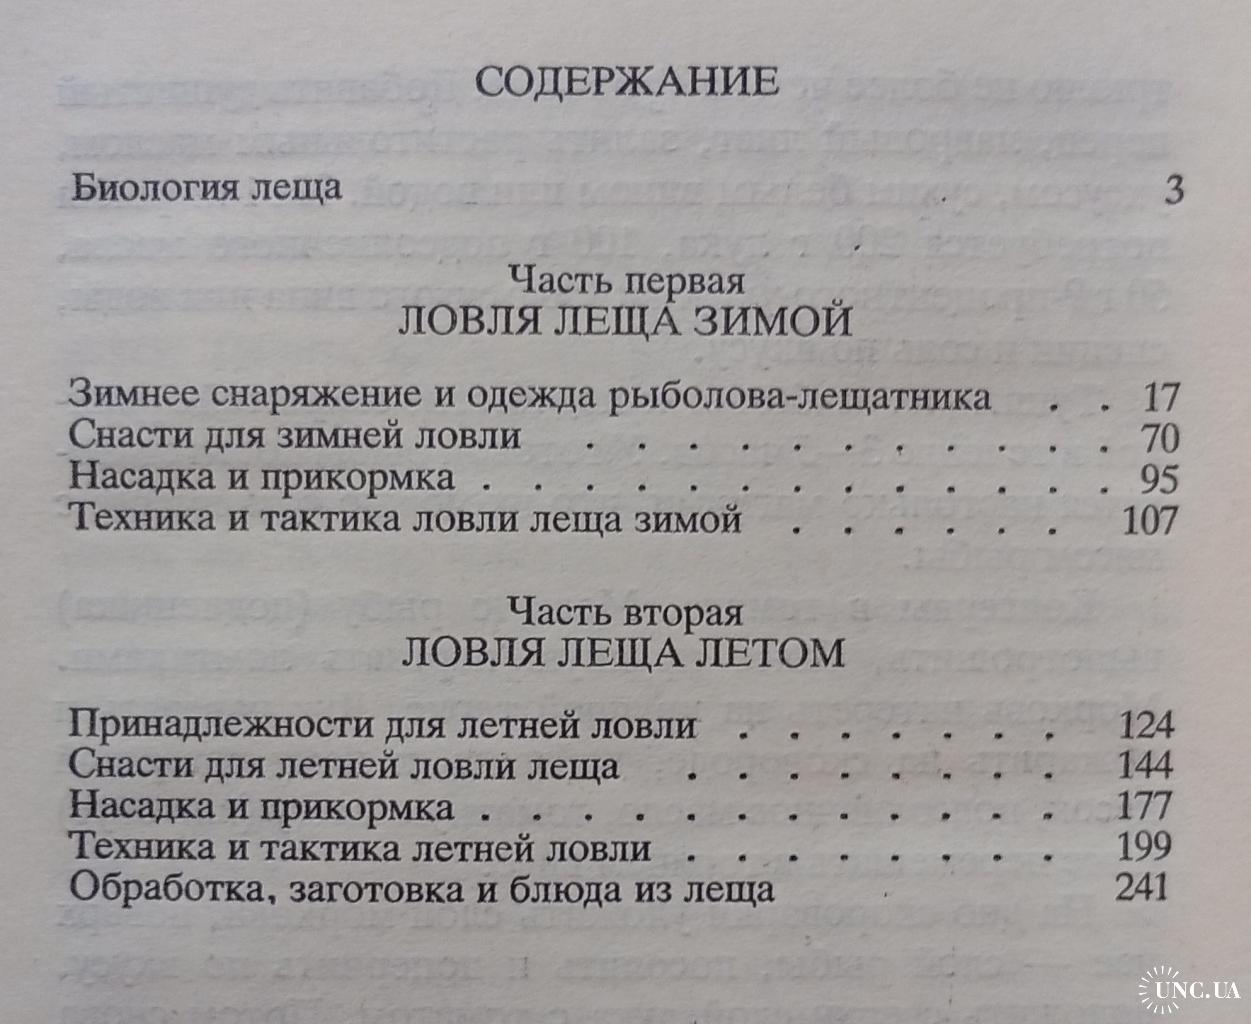 СОДЕРЖАНИЕ
Биология леща 3
Часть первая
ЛОВЛЯ ЛЕЩА ЗИМОЙ
Зимнее снаряжение и одежда рыболова-лещатника . . 17
Снасти для зимней ловли . . . . . . . . . . . 70
Насадка и прикормка . . . . . . . . . . . . . 95
Техника и тактика ловли леща зимой . . . . . . 107
Часть вторая
ЛОВЛЯ ЛЕЩА ЛЕТОМ
Принадлежности для летней ловли . . . . . . . 124
Снасти для летней ловли леща . . . . . . . . 144
Насадка и прикормка . . . . . . . . . . . . 177
Техника и тактика летней ловли . . . . . . . . 199
Обработка, заготовка и блюда из леща 241
UNC.UA